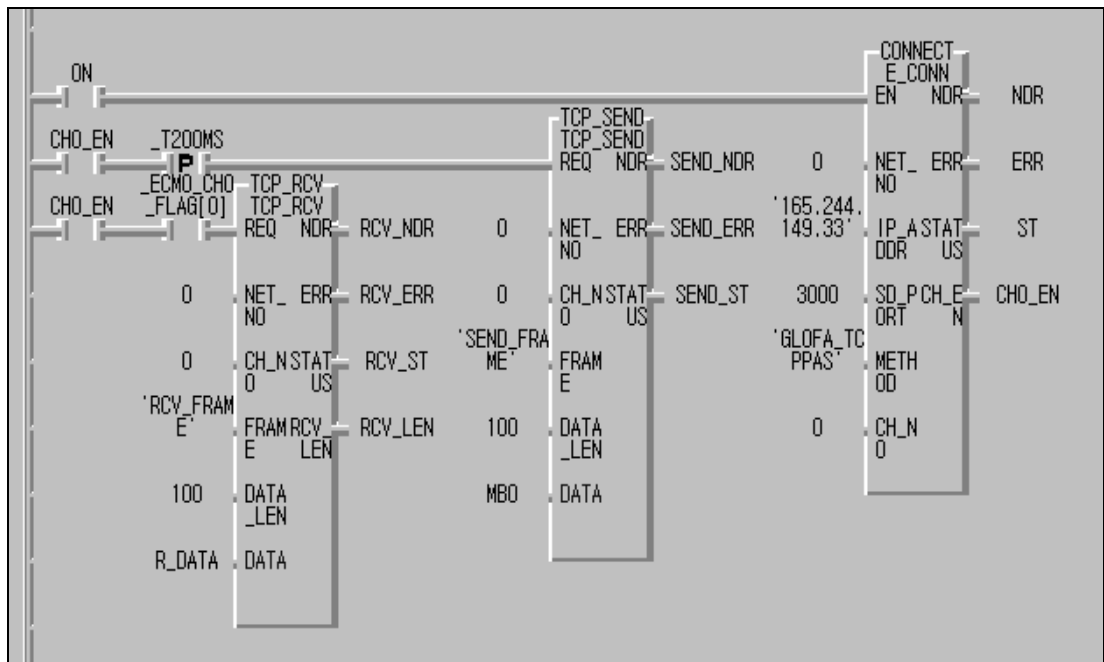 CONNECT
E_CONN
ON
EN NDR NDR
TCP_SEND
TCP_SEND
CH0_EN _T200MS
P
REQ NDR SEND_NDR 0 NET_ ERR ERR
NO
_ECM0_CH0 TCP_RCV
CH0_EN _FLAG[0] TCP_RCV
'165.244.
REQ NDR RCV_NDR 0 NET_ ERR SEND_ERR 149.33' IP_A STAT ST
NO DDR US
0 NET_ ERR RCV_ERR 0 CH_N STAT SEND_ST 3000 SD_P CH_E CH0_EN
NO O US ORT N
'SEND_FRA 'GLOFA_TC
0 CH_N STAT RCV_ST ME' FRAM PPAS' METH
O US E OD
'RCV_FRAM
E' FRAM RCV_ RCV_LEN 100 DATA 0 CH_N
E LEN _LEN O
100 DATA MB0 DATA
_LEN
R_DATA DATA